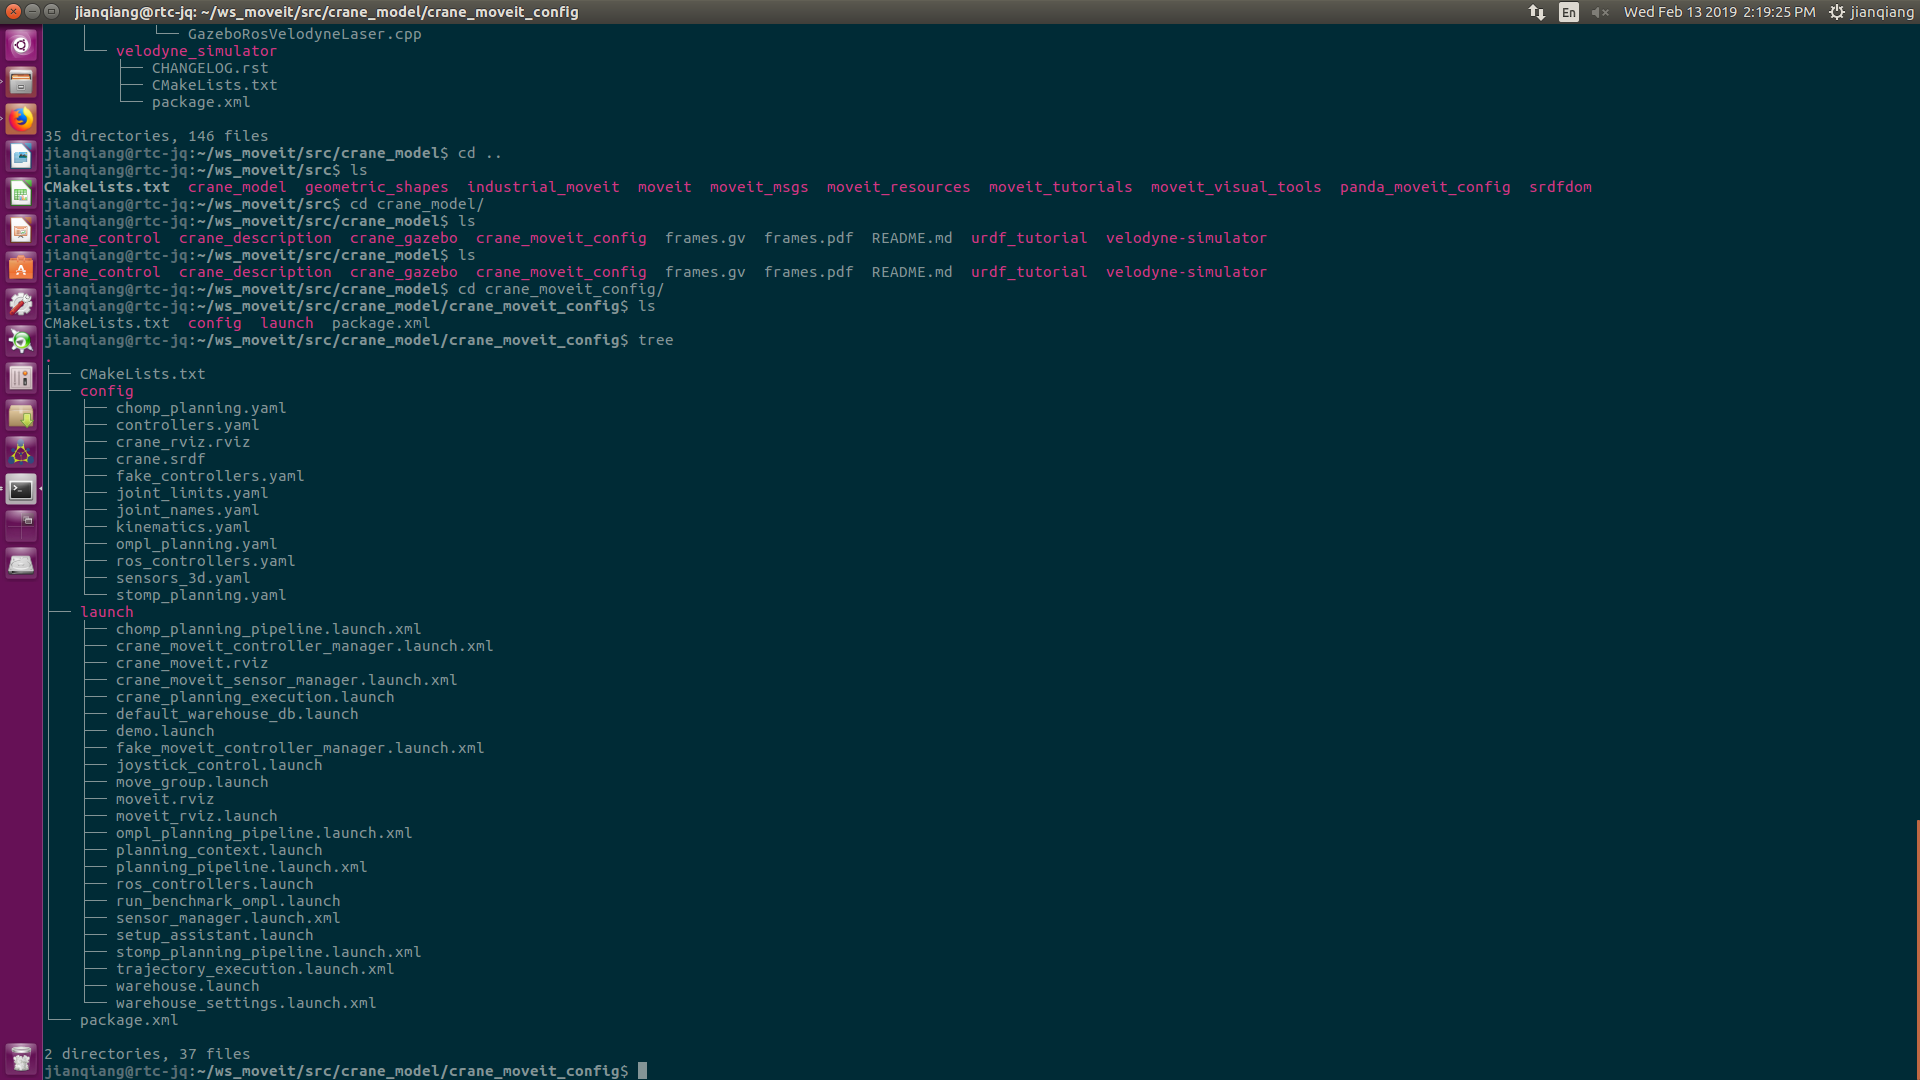 jianqiang@rtc-jq: ~/ws_moveit/src/crane_model/crane_moveit_config En Wed Feb 13 2019 2:19:25 PM jianqiang
│       └── GazeboRosVelodyneLaser.cpp
└── velodyne_simulator
├── CHANGELOG.rst
├── CMakeLists.txt
└── package.xml
35 directories, 146 files
jianqiang@rtc-jq:~/ws_moveit/src/crane_model$ cd ..
jianqiang@rtc-jq:~/ws_moveit/src$ ls
CMakeLists.txt  crane_model  geometric_shapes  industrial_moveit  moveit  moveit_msgs  moveit_resources  moveit_tutorials  moveit_visual_tools  panda_moveit_config  srdfdom
jianqiang@rtc-jq:~/ws_moveit/src$ cd crane_model/
jianqiang@rtc-jq:~/ws_moveit/src/crane_model$ ls
crane_control  crane_description  crane_gazebo  crane_moveit_config  frames.gv  frames.pdf  README.md  urdf_tutorial  velodyne-simulator
jianqiang@rtc-jq:~/ws_moveit/src/crane_model$ ls
crane_control  crane_description  crane_gazebo  crane_moveit_config  frames.gv  frames.pdf  README.md  urdf_tutorial  velodyne-simulator
jianqiang@rtc-jq:~/ws_moveit/src/crane_model$ cd crane_moveit_config/
jianqiang@rtc-jq:~/ws_moveit/src/crane_model/crane_moveit_config$ ls
CMakeLists.txt  config  launch  package.xml
jianqiang@rtc-jq:~/ws_moveit/src/crane_model/crane_moveit_config$ tree
.
├── CMakeLists.txt
├── config
│   ├── chomp_planning.yaml
│   ├── controllers.yaml
│   ├── crane_rviz.rviz
│   ├── crane.srdf
│   ├── fake_controllers.yaml
│   ├── joint_limits.yaml
│   ├── joint_names.yaml
│   ├── kinematics.yaml
│   ├── ompl_planning.yaml
│   ├── ros_controllers.yaml
│   ├── sensors_3d.yaml
│   └── stomp_planning.yaml
├── launch
│   ├── chomp_planning_pipeline.launch.xml
│   ├── crane_moveit_controller_manager.launch.xml
│   ├── crane_moveit.rviz
│   ├── crane_moveit_sensor_manager.launch.xml
│   ├── crane_planning_execution.launch
│   ├── default_warehouse_db.launch
│   ├── demo.launch
│   ├── fake_moveit_controller_manager.launch.xml
│   ├── joystick_control.launch
│   ├── move_group.launch
│   ├── moveit.rviz
│   ├── moveit_rviz.launch
│   ├── ompl_planning_pipeline.launch.xml
│   ├── planning_context.launch
│   ├── planning_pipeline.launch.xml
│   ├── ros_controllers.launch
│   ├── run_benchmark_ompl.launch
│   ├── sensor_manager.launch.xml
│   ├── setup_assistant.launch
│   ├── stomp_planning_pipeline.launch.xml
│   ├── trajectory_execution.launch.xml
│   ├── warehouse.launch
│   └── warehouse_settings.launch.xml
└── package.xml
2 directories, 37 files
jianqiang@rtc-jq:~/ws_moveit/src/crane_model/crane_moveit_config$